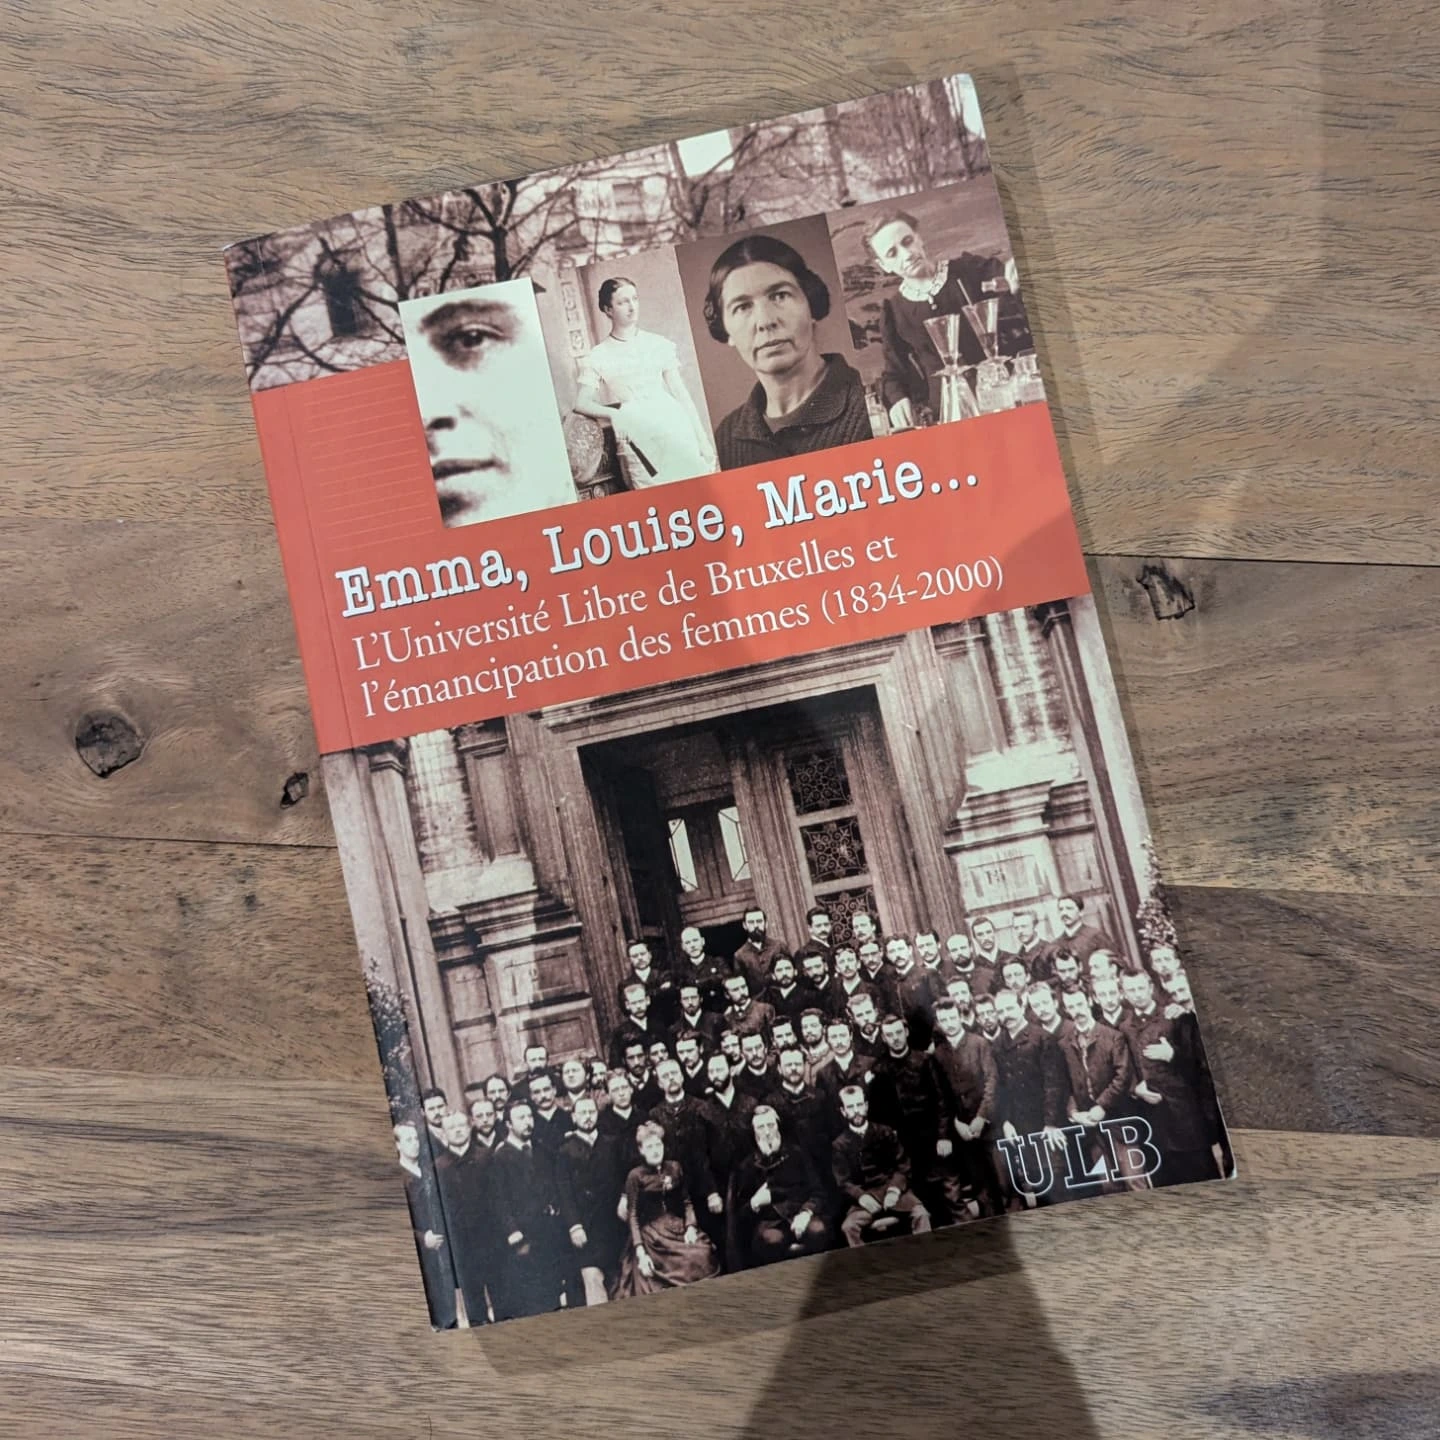 Emma, Louise, Marie...
L'Université Libre de Bruxelles et
l'émancipation des femmes (1834-2000)
ULB